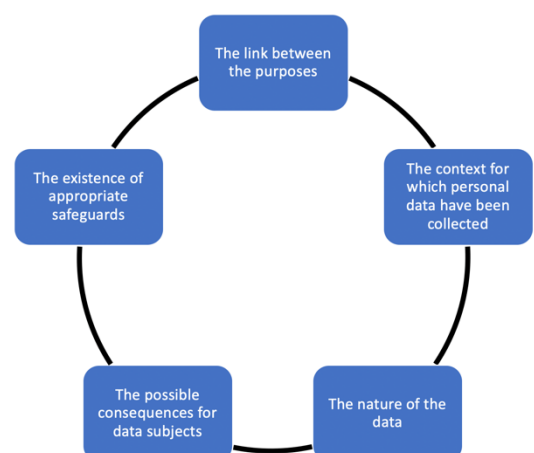 The link between
the purposes
The context for
which personal
data have been
collected
The nature of the
data
The possible
consequences for
data subjects
The existence of
appropriate
safeguards